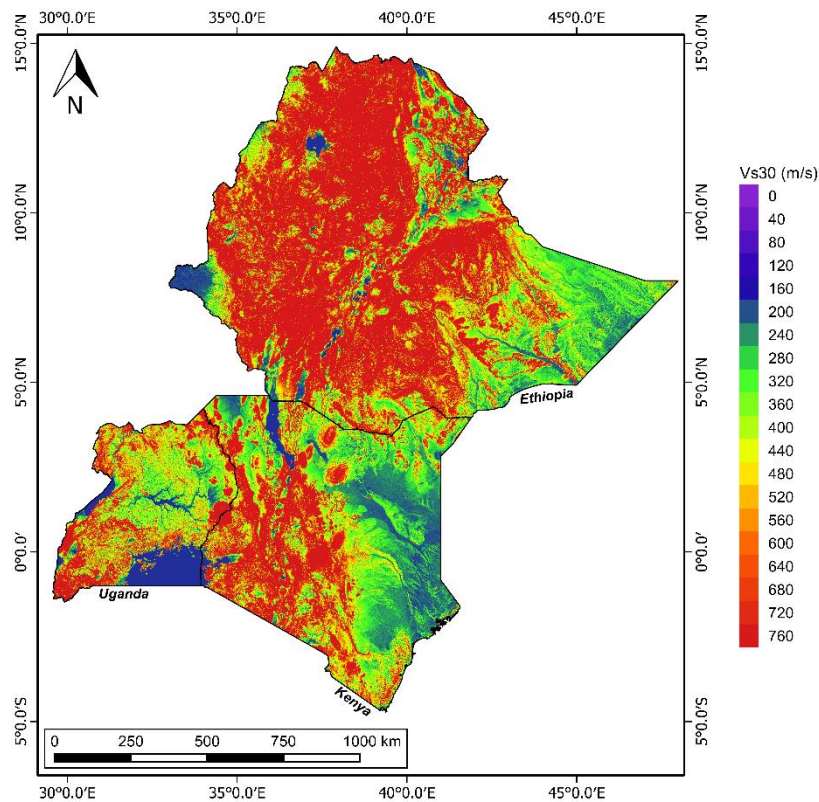 30°0.0'E 35°0.0'E 40°0.0'E 45°0.0'E
15°0.0'N 15°0.0'N
N
10°0.0'N 10°0.0'N
5°0.0'N 5°0.0'N
0°0.0' 0°0.0'
5°0.0'S 5°0.0'S
Ethiopia
Uganda
Kenya
0 250 500 750 1000 km
30°0.0'E 35°0.0'E 40°0.0'E 45°0.0'E
Vs30 (m/s)
0
40
80
120
160
200
240
280
320
360
400
440
480
520
560
600
640
680
720
760